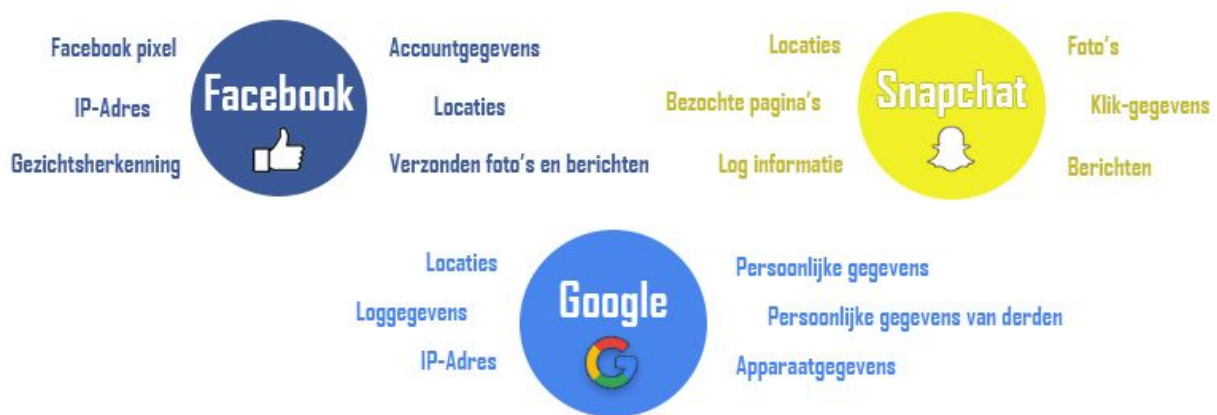 Facebook pixel
IP-Adres
Gezichtsherkenning
Facebook
Accountgegevens
Locaties
Verzonden foto's en berichten
Locaties
Bezochte pagina's
Log informatie
Snapchat
Foto's
Klik-gegevens
Berichten
Locaties
Loggegevens
IP-Adres
Google
Persoonlijke gegevens
Persoonlijke gegevens van derden
Apparaatgegevens